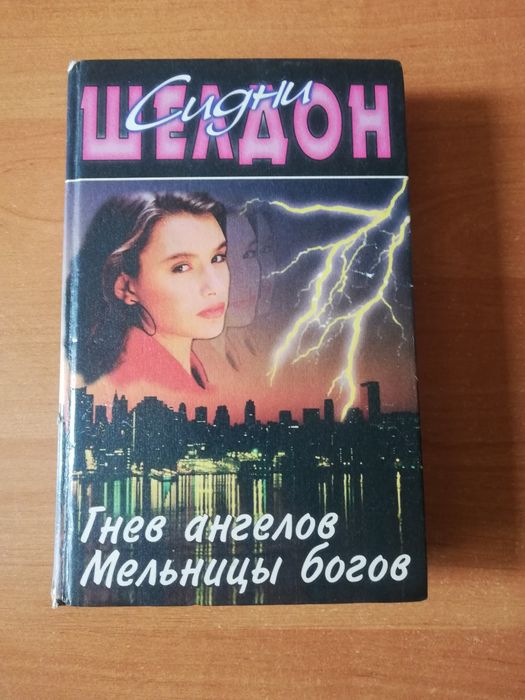 Сидни
ШЕЛДОН
Гнев ангелов
Мельницы богов